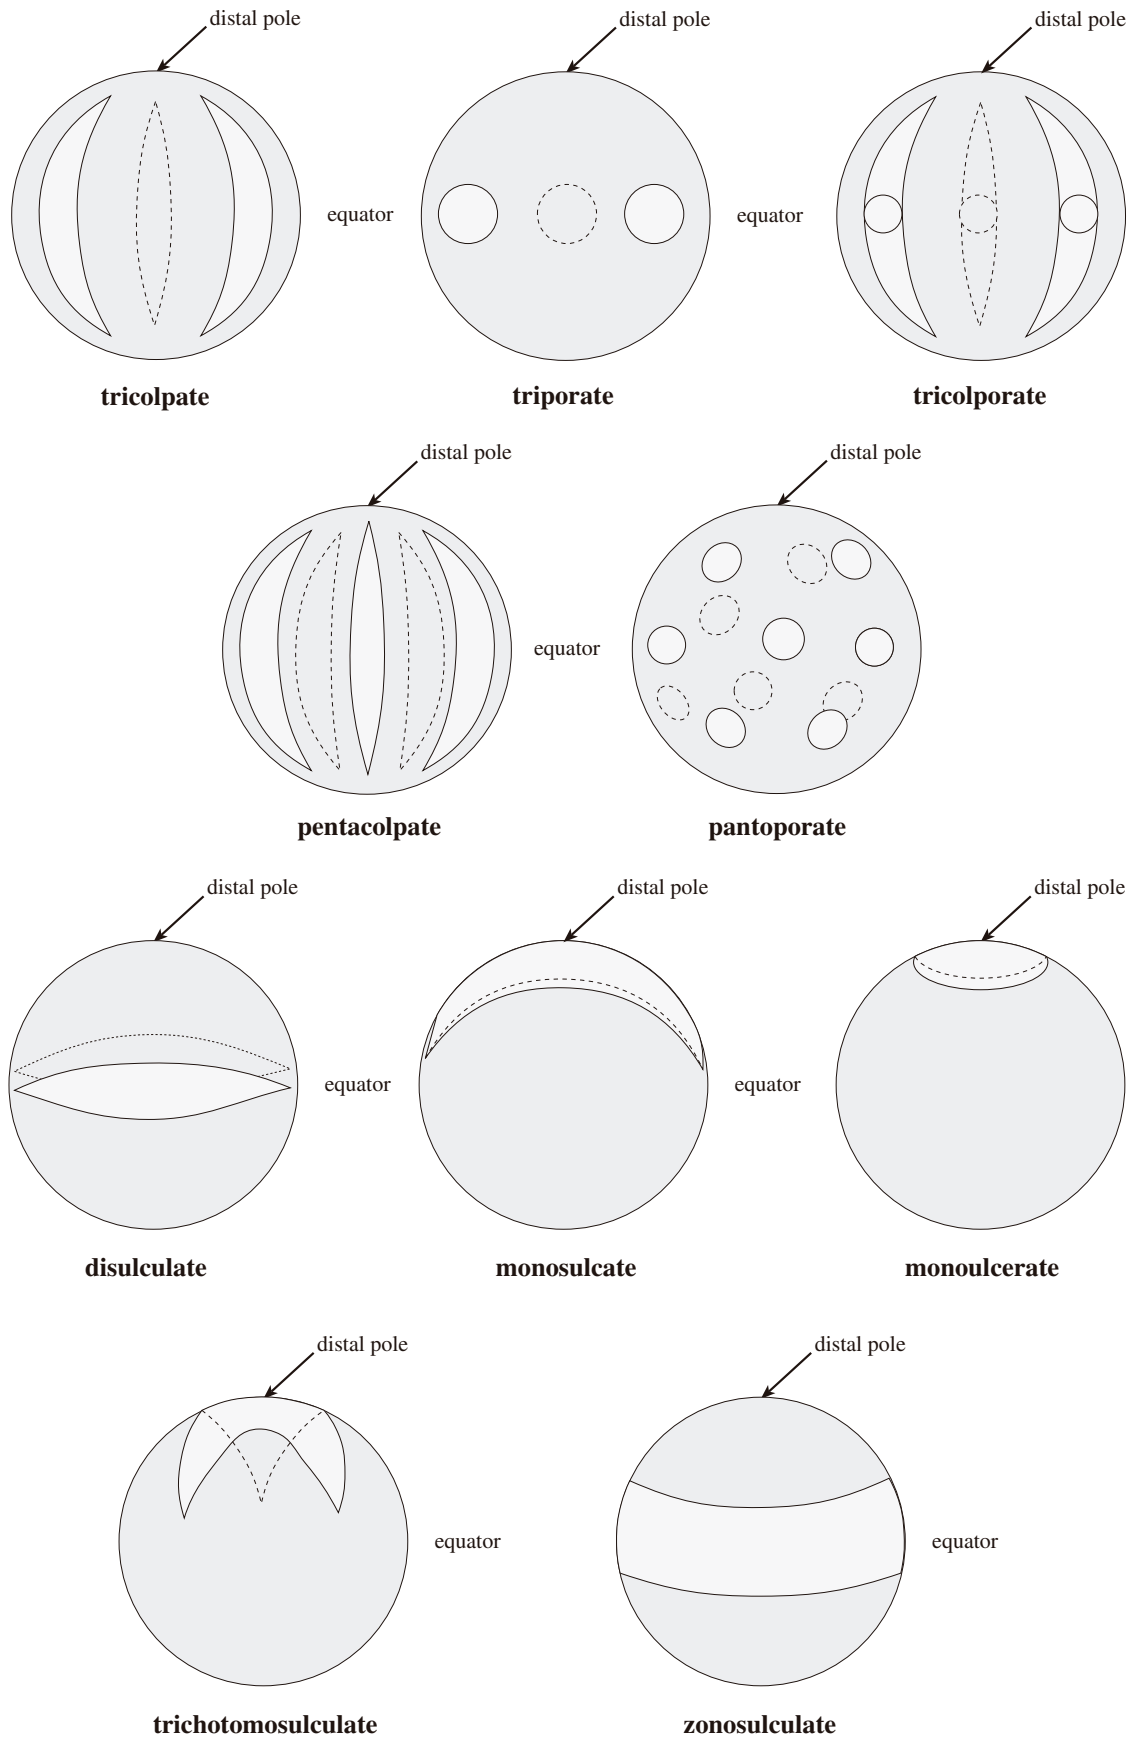 distal pole
distal pole
distal pole
equator
equator
tricolpate
triporate
tricolporate
distal pole
distal pole
equator
pentacolpate
pantoporate
distal pole
distal pole
distal pole
equator
equator
disulculate
monosulcate
monoulcerate
distal pole
distal pole
equator
equator
trichotomosulculate
zonosulculate